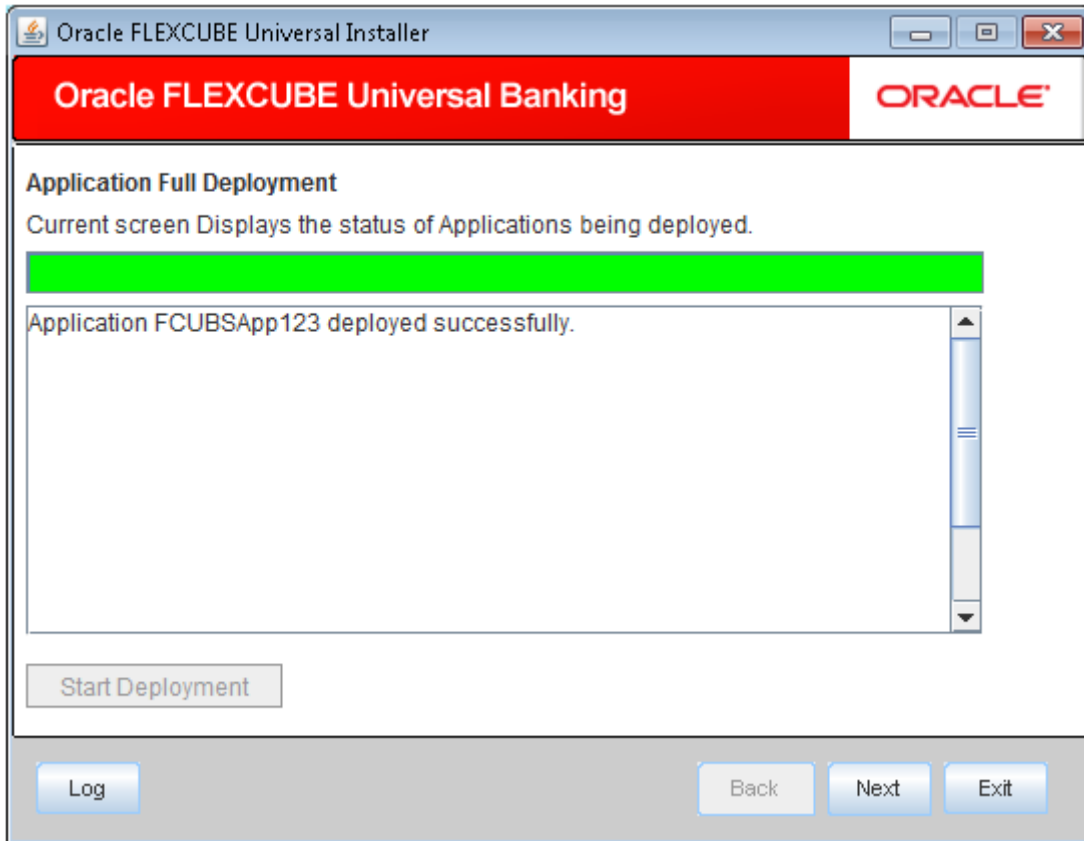 Oracle FLEXCUBE Universal Installer
Oracle FLEXCUBE Universal Banking
ORACLE
Application Full Deployment
Current screen Displays the status of Applications being deployed.
Application FCUBSApp123 deployed successfully.
Start Deployment
Log
Back
Next
Exit